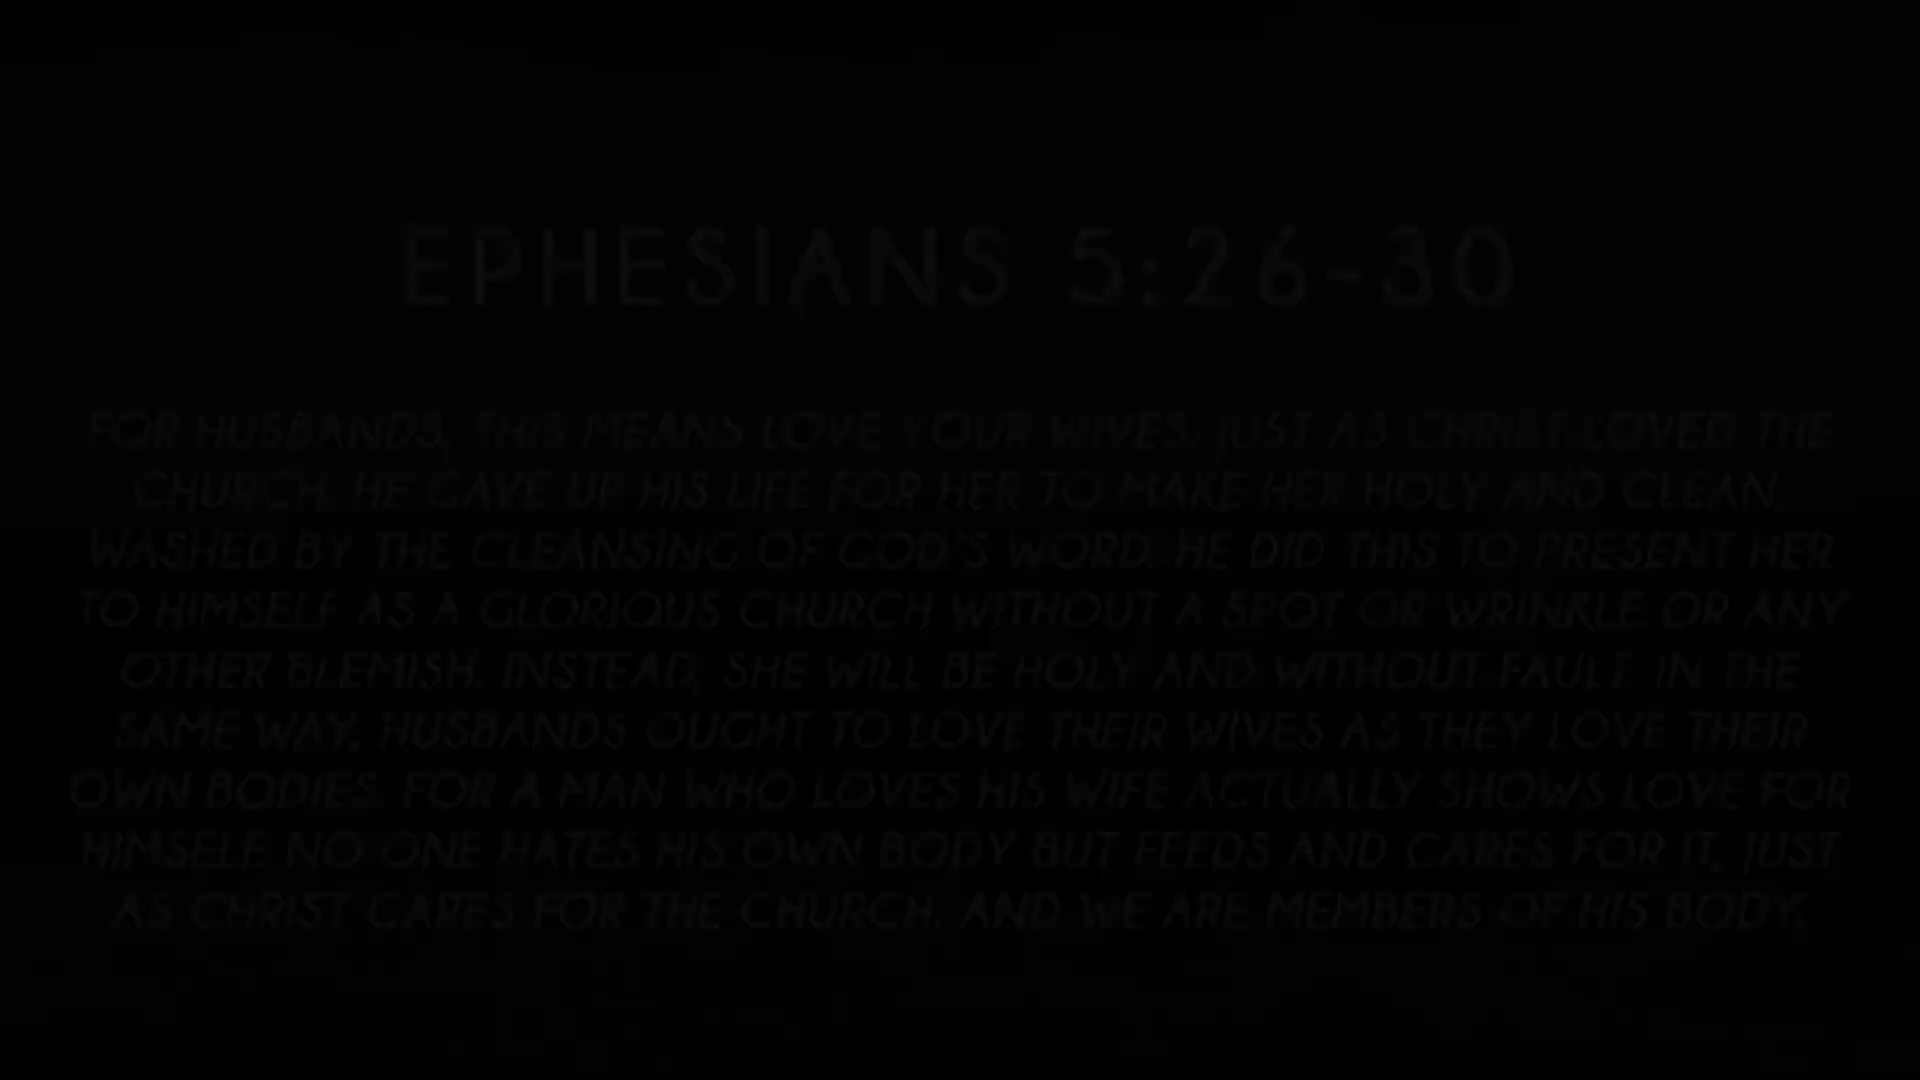 EPHESIANS 5:26-30
FOR HUSBANDS, THIS MEANS LOVE YOUR WIVES, JUST AS CHRIST LOVED THE
CHURCH. HE GAVE UP HIS LIFE FOR HER TO MAKE HER HOLY AND CLEAN,
WASHED BY THE CLEANSING OF GOD'S WORD. HE DID THIS TO PRESENT HER
TO HIMSELF AS A GLORIOUS CHURCH WITHOUT A SPOT OR WRINKLE OR ANY
OTHER BLEMISH. INSTEAD, SHE WILL BE HOLY AND WITHOUT FAULT. IN THE
SAME WAY, HUSBANDS OUGHT TO LOVE THEIR WIVES AS THEY LOVE THEIR
OWN BODIES. FOR A MAN WHO LOVES HIS WIFE ACTUALLY SHOWS LOVE FOR
HIMSELF. NO ONE HATES HIS OWN BODY BUT FEEDS AND CARES FOR IT, JUST
AS CHRIST CARES FOR THE CHURCH. AND WE ARE MEMBERS OF HIS BODY.